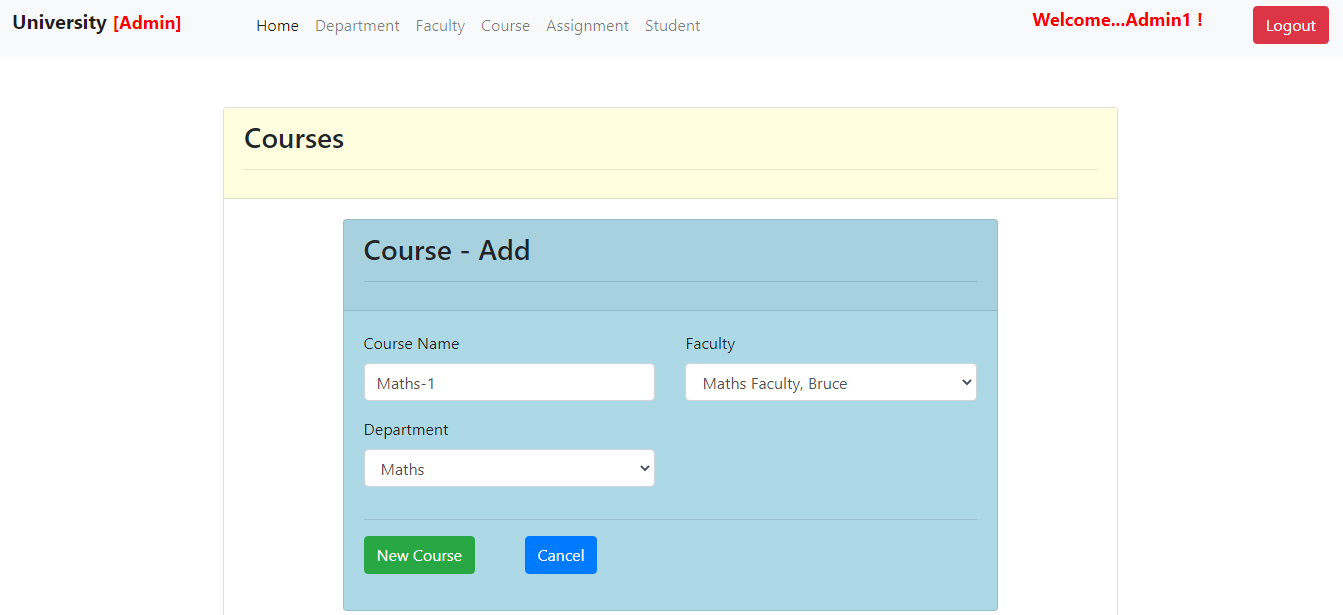 University [Admin] Home Department Faculty Course Assignment Student Welcome...Admin1 ! Logout
Courses
Course - Add
Course Name Faculty
Maths-1 Maths Faculty, Bruce
Department
Maths
New Course Cancel